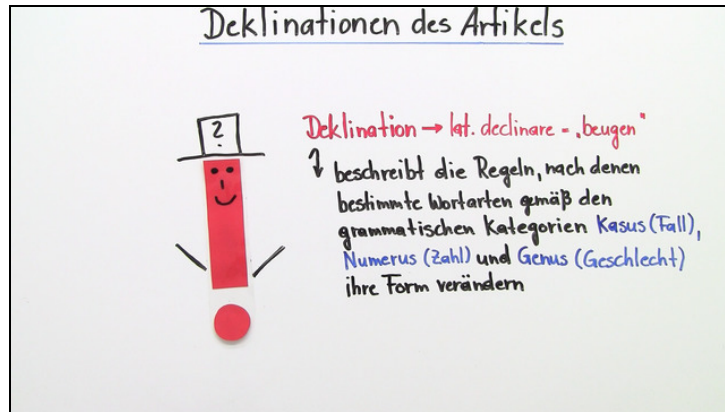 Deklinationen des Artikels
?
Deklination → lat. declinare = „beugen“
beschreibt die Regeln, nach denen
bestimmte Wortarten gemäß den
grammatischen Kategorien Kasus (Fall),
Numerus (Zahl) und Genus (Geschlecht)
ihre Form verändern